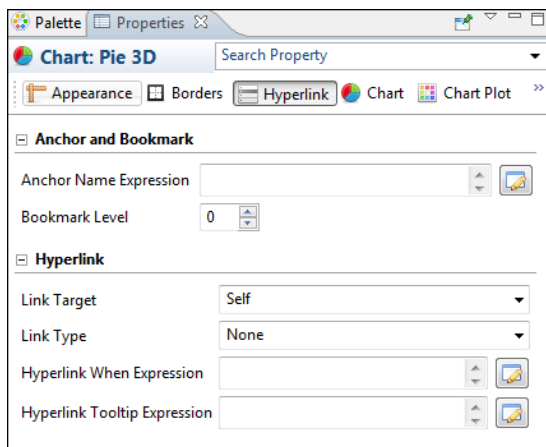 Palette Properties
Chart: Pie 3D Search Property
Appearance Borders Hyperlink Chart Chart Plot »
Anchor and Bookmark
Anchor Name Expression
Bookmark Level 0
Hyperlink
Link Target Self
Link Type None
Hyperlink When Expression
Hyperlink Tooltip Expression